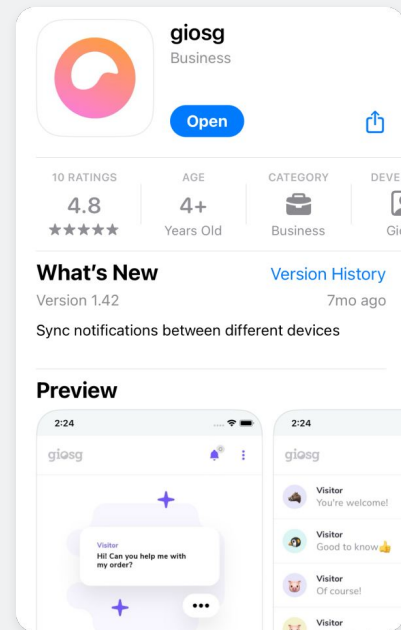 giosg
Business
Open
10 RATINGS
AGE
CATEGORY
4.8
4+
Years Old
Business
What's New
Version History
Version 1.42
7mo ago
Sync notifications between different devices
Preview
2:24
2:24
giosg
0
giosg
Visitor
Hi! Can you help me with
my order?
Visitor
You're welcome!
Visitor
Good to know👍
Visitor
Of course!
Visitor